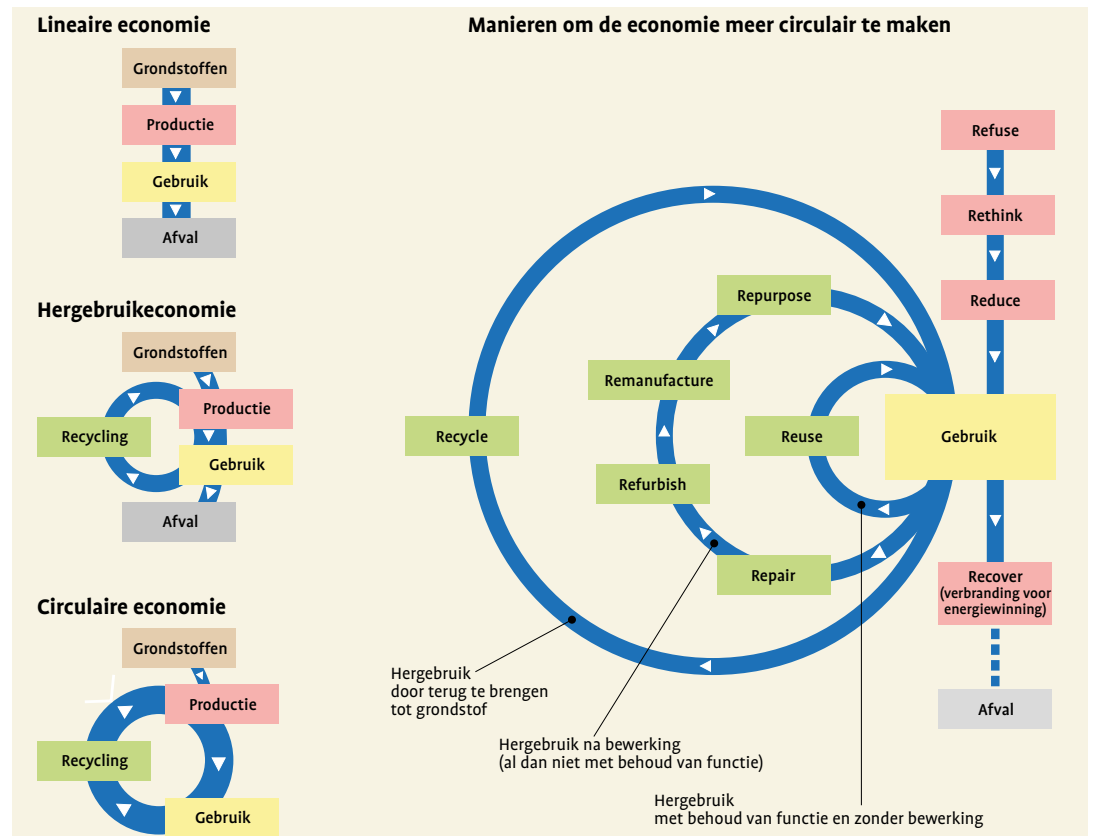 Lineaire economie
Grondstoffen
Productie
Gebruik
Afval
Hergebruikeconomie
Grondstoffen
Productie
Recycling
Gebruik
Afval
Circulaire economie
Grondstoffen
Productie
Recycling
Gebruik
Manieren om de economie meer circulair te maken
Refuse
Rethink
Reduce
Repurpose
Remanufacture
Recycle
Reuse
Gebruik
Refurbish
Repair
Recover
(verbranding voor
energiewinning)
Afval
Hergebruik
door terug te brengen
tot grondstof
Hergebruik na bewerking
(al dan niet met behoud van functie)
Hergebruik
met behoud van functie en zonder bewerking